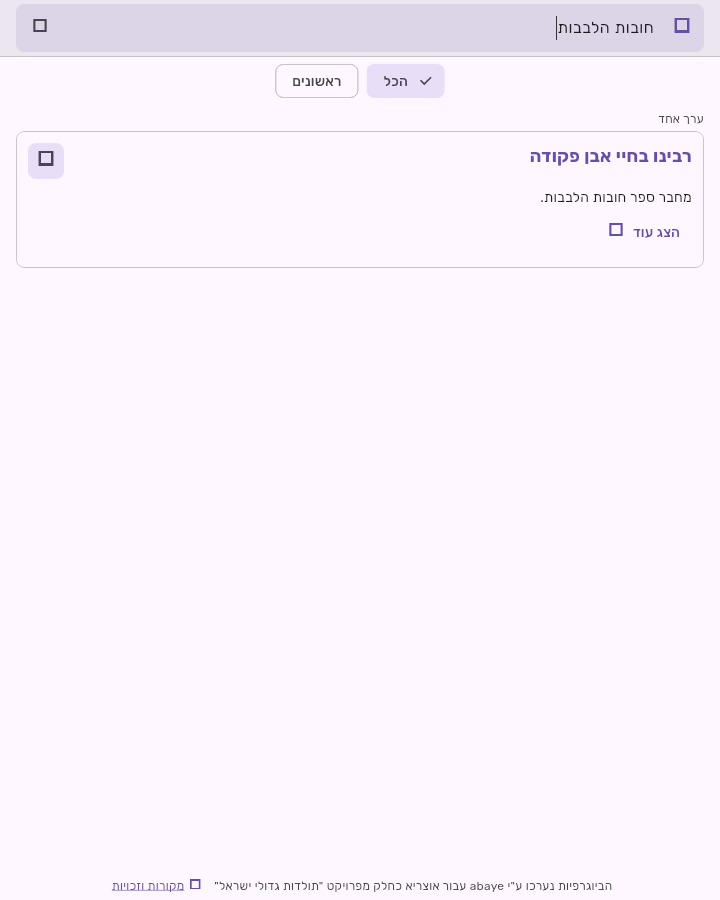 חובות הלבבות
הכל
ראשונים
ערך אחד
רבינו בחיי אבן פקודה
מחבר ספר חובות הלבבות.
הצג עוד
הביוגרפיות נערכו ע"י abaye עבור אוצריא כחלק מפרויקט "תולדות גדולי ישראל"
מקורות וזכויות